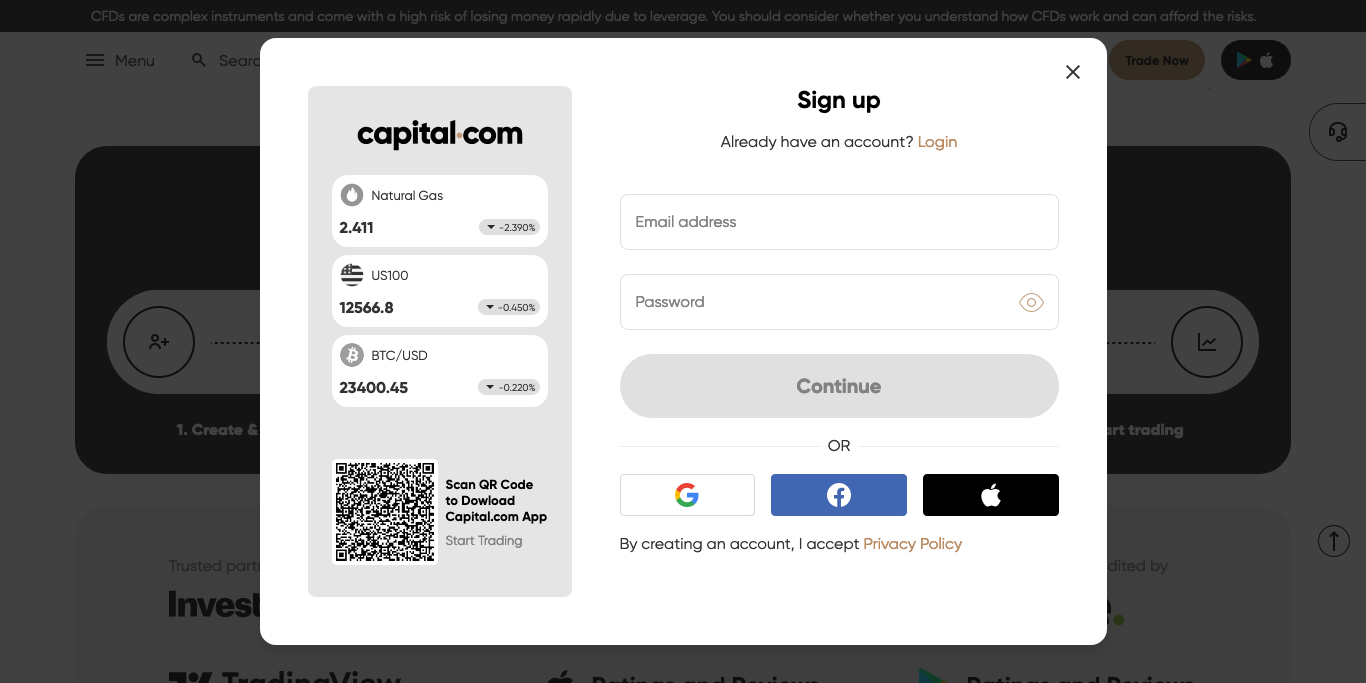 CFDs are complex instruments and come with a high risk of losing money rapidly due to leverage. You should consider whether you understand how CFDs work and can afford the risks.
Menu
Searc
Trade Now
Sign up
Already have an account? Login
capital.com
Natural Gas
2.411
-2.390%
US100
12566.8
-0.450%
BTC/USD
23400.45
-0.220%
Scan QR Code
to Dowload
Capital.com App
Start Trading
Email address
Password
Continue
OR
By creating an account, I accept Privacy Policy
1. Create &
art trading
Trusted partn
dited by
Invest
e.
TradingView
Ratings and Reviews
Ratings and Reviews